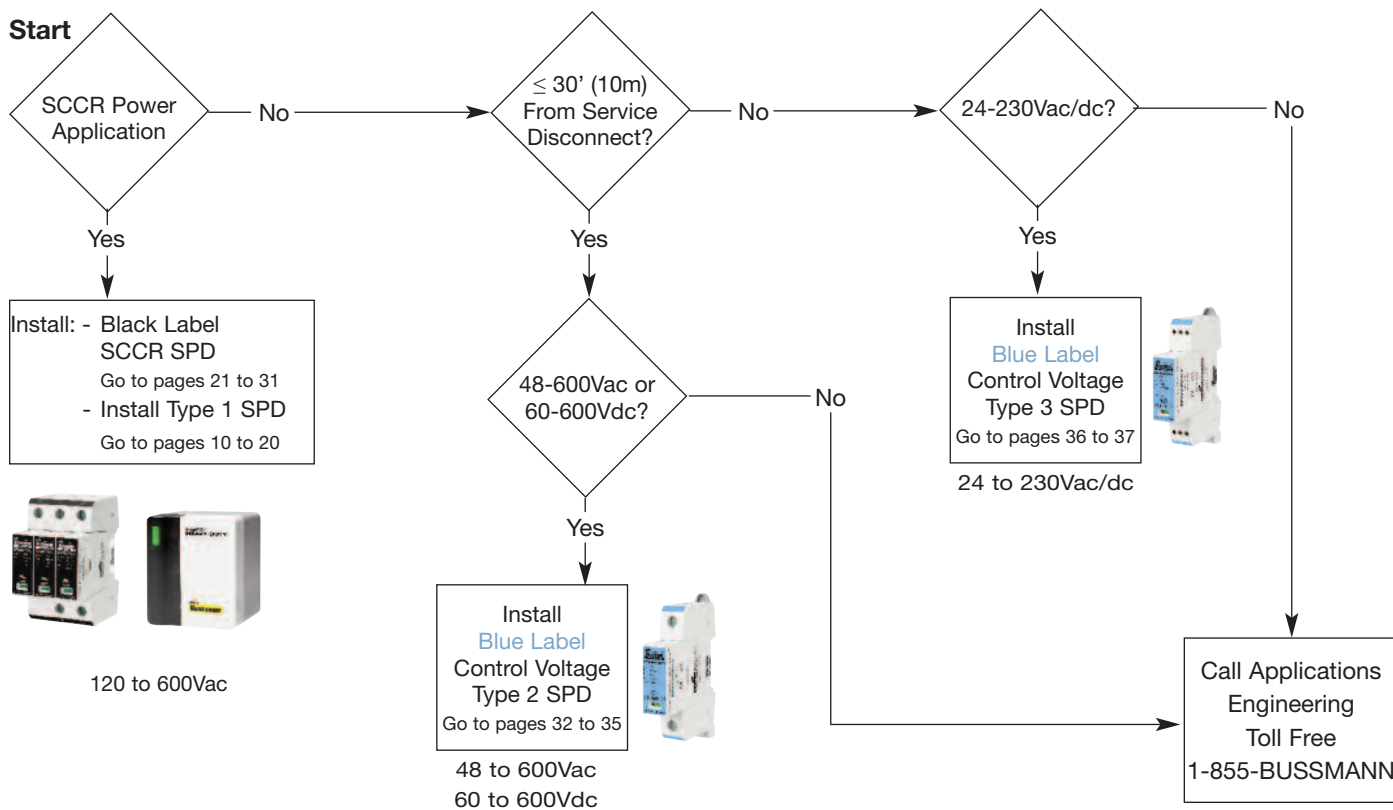 Start
SCCR Power
Application
No
≤ 30’ (10m)
From Service
Disconnect?
No
24-230Vac/dc?
No
Yes
Yes
Yes
Install: - Black Label
SCCR SPD
Go to pages 21 to 31
- Install Type 1 SPD
Go to pages 10 to 20
48-600Vac or
60-600Vdc?
No
Install
Blue Label
Control Voltage
Type 3 SPD
Go to pages 36 to 37
24 to 230Vac/dc
Yes
120 to 600Vac
Install
Blue Label
Control Voltage
Type 2 SPD
Go to pages 32 to 35
48 to 600Vac
60 to 600Vdc
Call Applications
Engineering
Toll Free
1-855-BUSSMANN